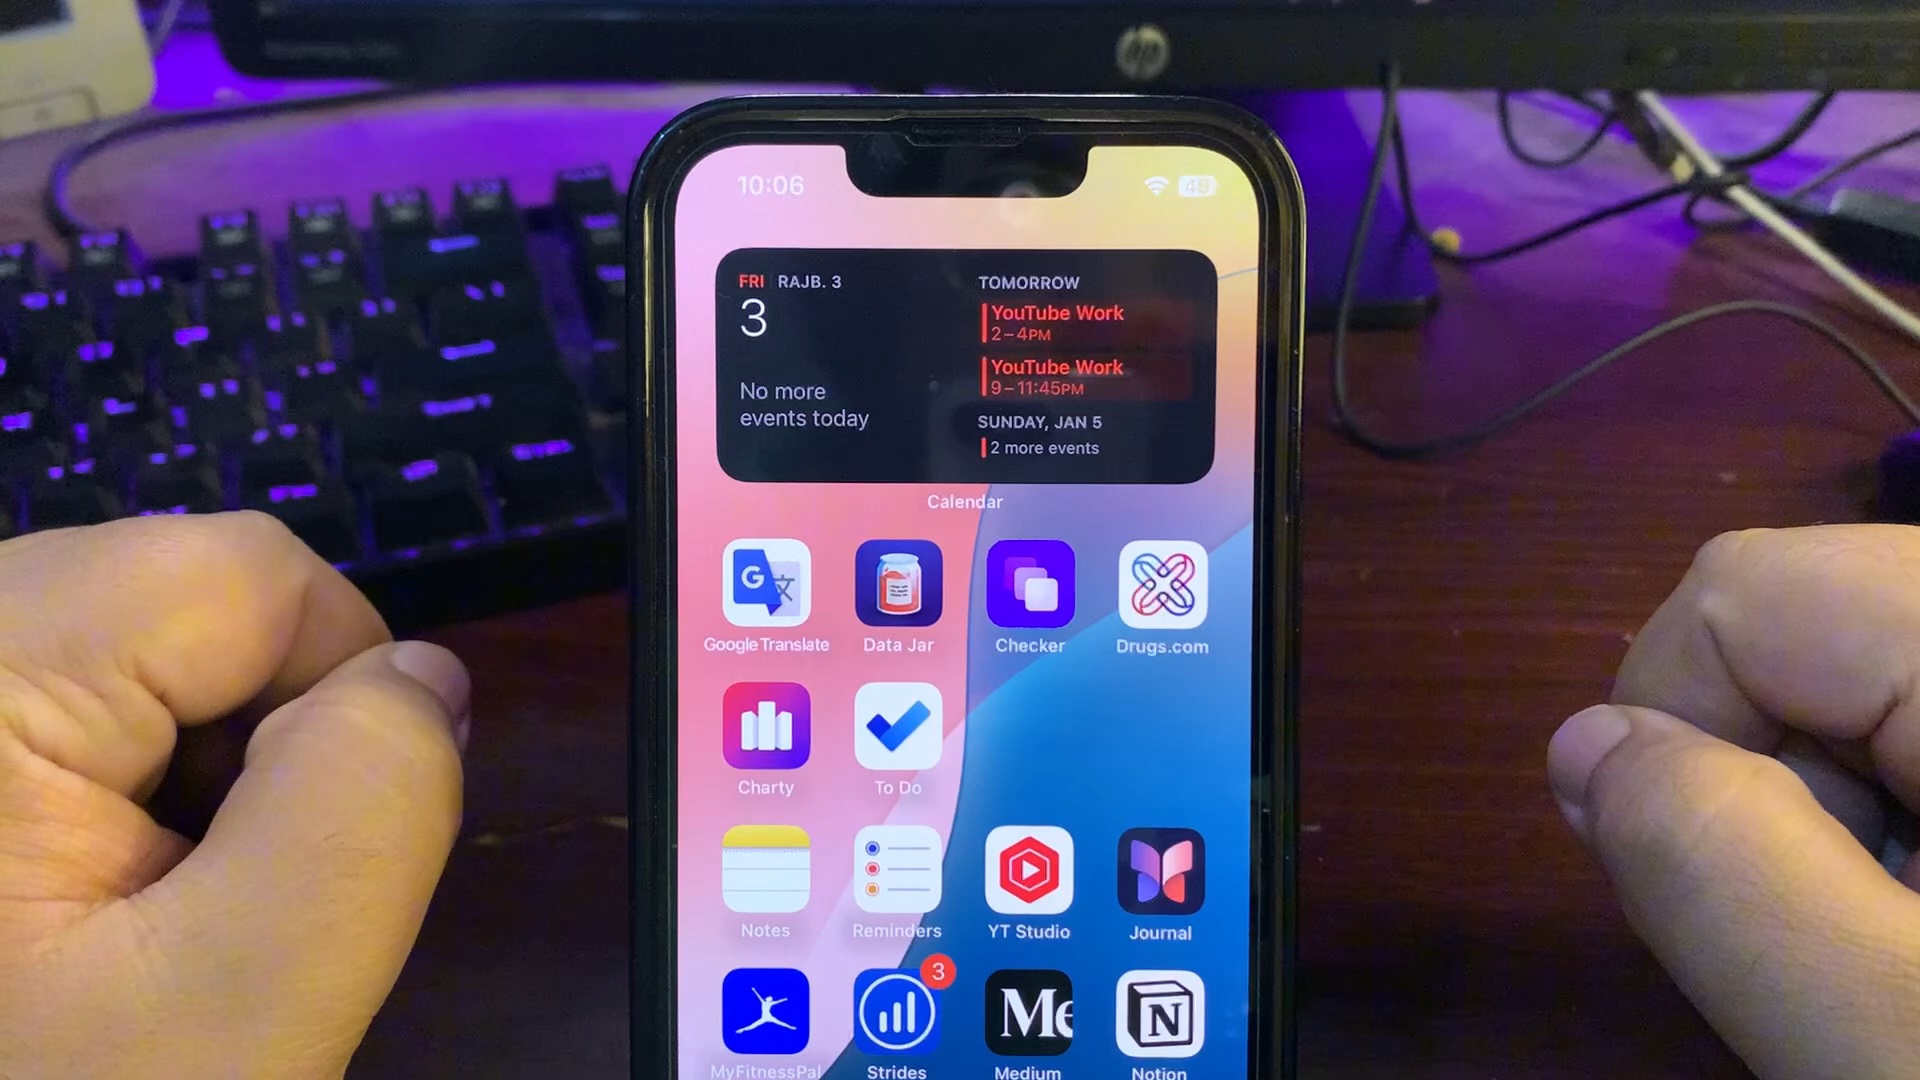 hp
10:06
48
FRI RAJB. 3
3
No more
events today
TOMORROW
YouTube Work
2–4PM
YouTube Work
9–11:45PM
SUNDAY, JAN 5
2 more events
Calendar
G
Google Translate
Data Jar
Checker
Drugs.com
Charty
To Do
Notes
Reminders
YT Studio
Journal
3
Me
N
MyFitnessPal
Strides
Medium
Notion